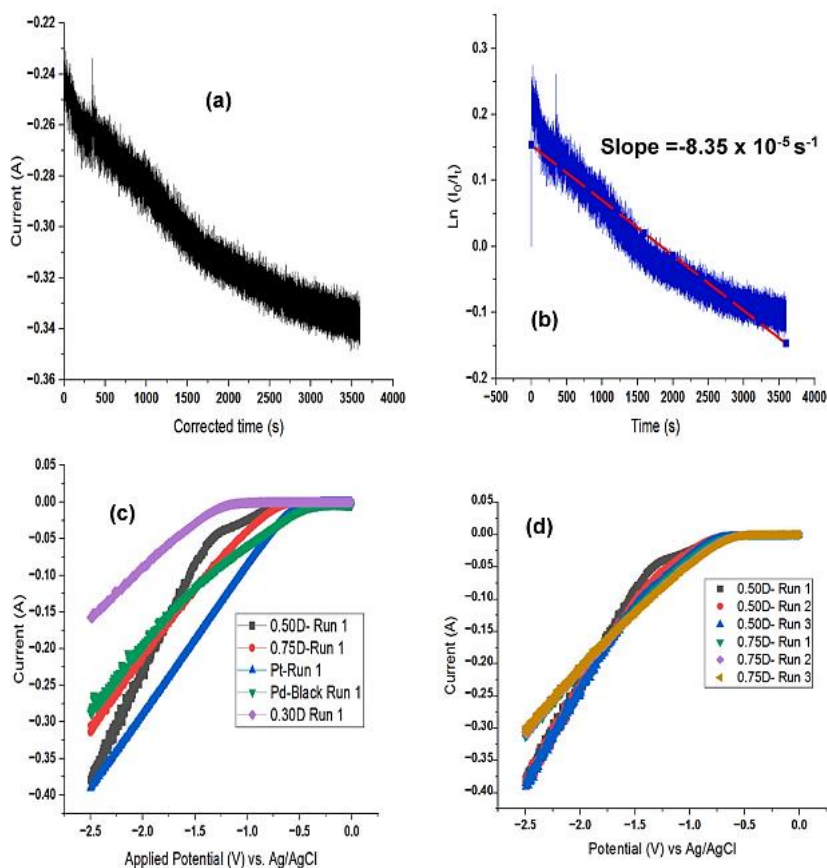 -0.22
-0.24
-0.26
-0.28
-0.30
-0.32
-0.34
-0.36
Current (A)
(a)
0 500 1000 1500 2000 2500 3000 3500 4000
Corrected time (s)
0.3
0.2
0.1
0.0
-0.1
-0.2
Ln (I₀/Iₜ)
Slope =-8.35 x 10⁻⁵ s⁻¹
(b)
-500 0 500 1000 1500 2000 2500 3000 3500 4000
Time (s)
0.05
0.00
-0.05
-0.10
-0.15
-0.20
-0.25
-0.30
-0.35
-0.40
Current (A)
(c)
0.50D- Run 1
0.75D-Run 1
Pt-Run 1
Pd-Black Run 1
0.30D Run 1
-2.5 -2.0 -1.5 -1.0 -0.5 0.0
Applied Potential (V) vs. Ag/AgCl
0.05
0.00
-0.05
-0.10
-0.15
-0.20
-0.25
-0.30
-0.35
-0.40
Current (A)
(d)
0.50D- Run 1
0.50D- Run 2
0.50D- Run 3
0.75D- Run 1
0.75D- Run 2
0.75D- Run 3
-2.5 -2.0 -1.5 -1.0 -0.5 0.0
Potential (V) vs Ag/AgCl